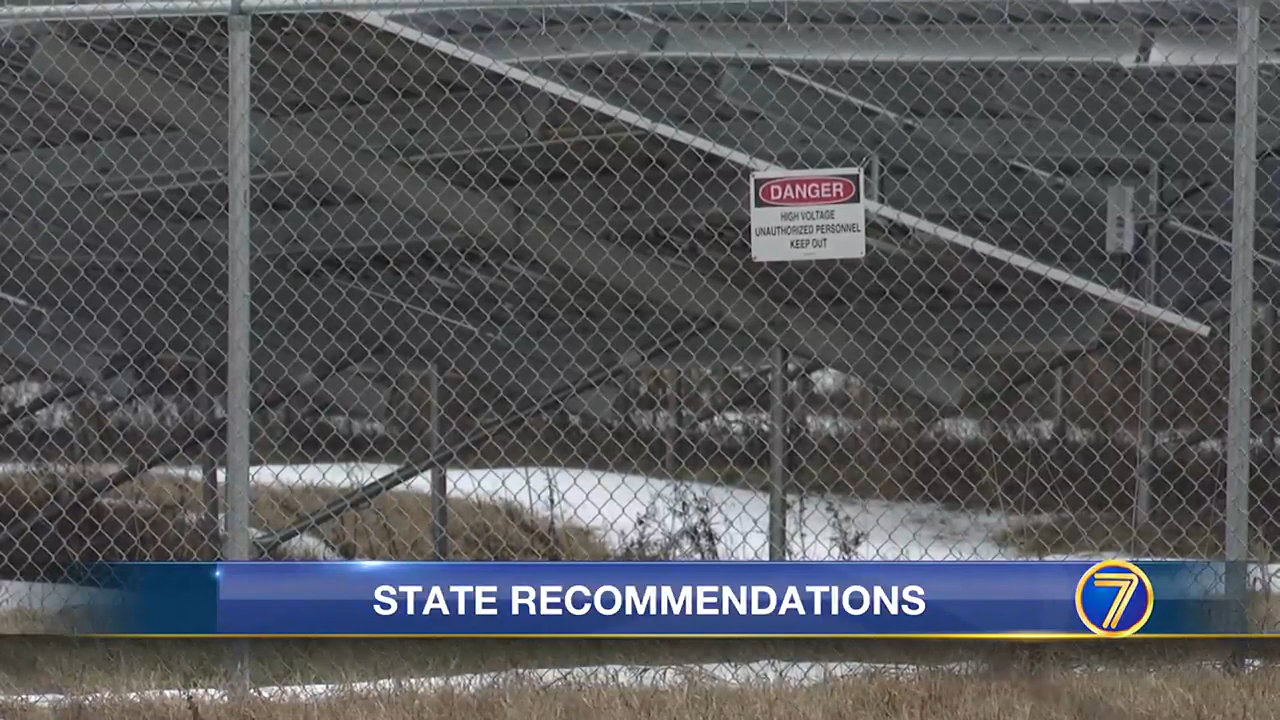 DANGER
HIGH VOLTAGE
UNAUTHORIZED PERSONNEL
KEEP OUT
STATE RECOMMENDATIONS
7